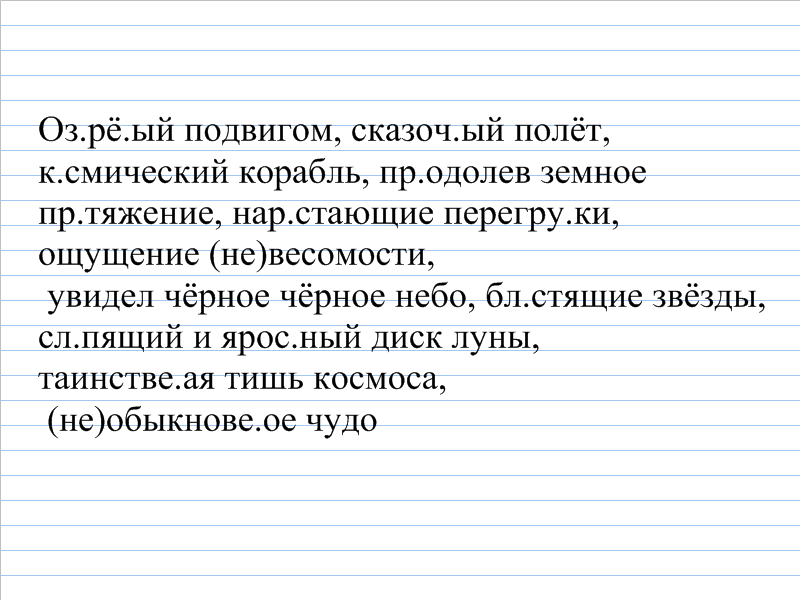 Оз.рё.ый подвигом, сказоч.ый полёт,
к.смический корабль, пр.одолев земное
пр.тяжение, нар.стающие перегру.ки,
ощущение (не)весомости,
увидел чёрное чёрное небо, бл.стящие звёзды,
сл.пящий и ярос.ный диск луны,
таинстве.ая тишь космоса,
(не)обыкнове.ое чудо